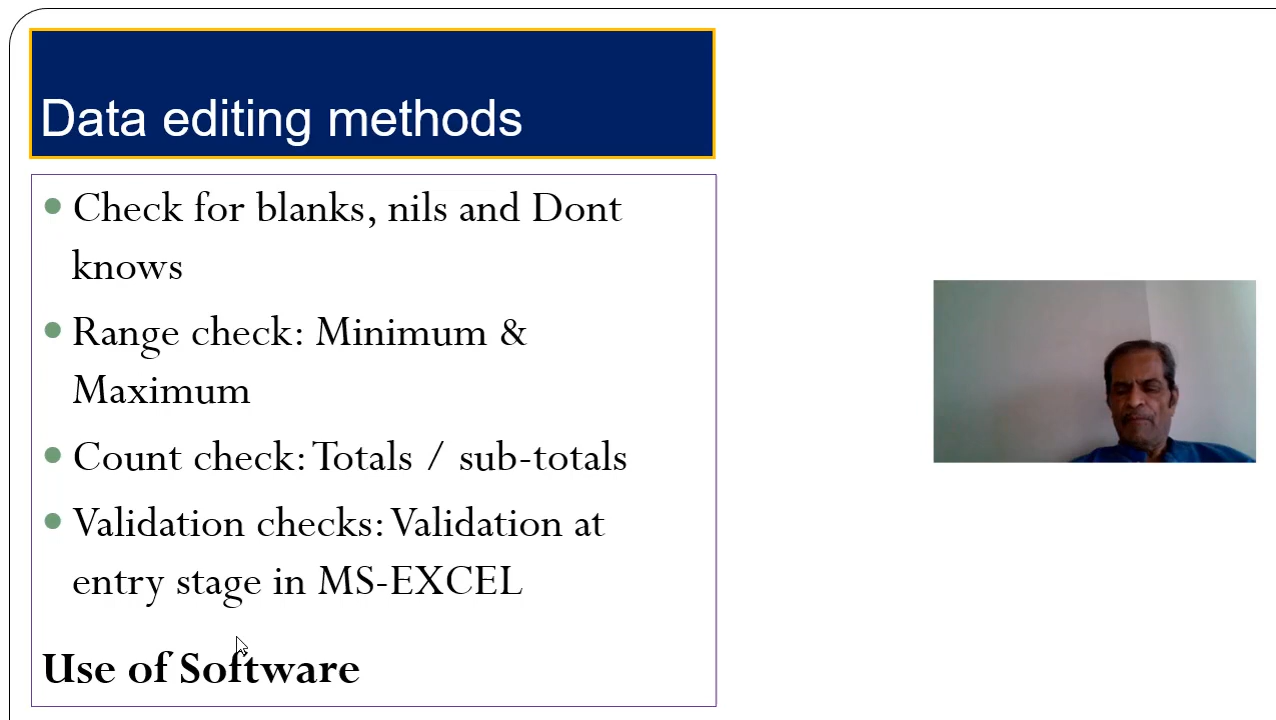 Data editing methods
Check for blanks, nils and Dont
knows
Range check: Minimum &
Maximum
Count check: Totals / sub-totals
Validation checks: Validation at
entry stage in MS-EXCEL
Use of Software